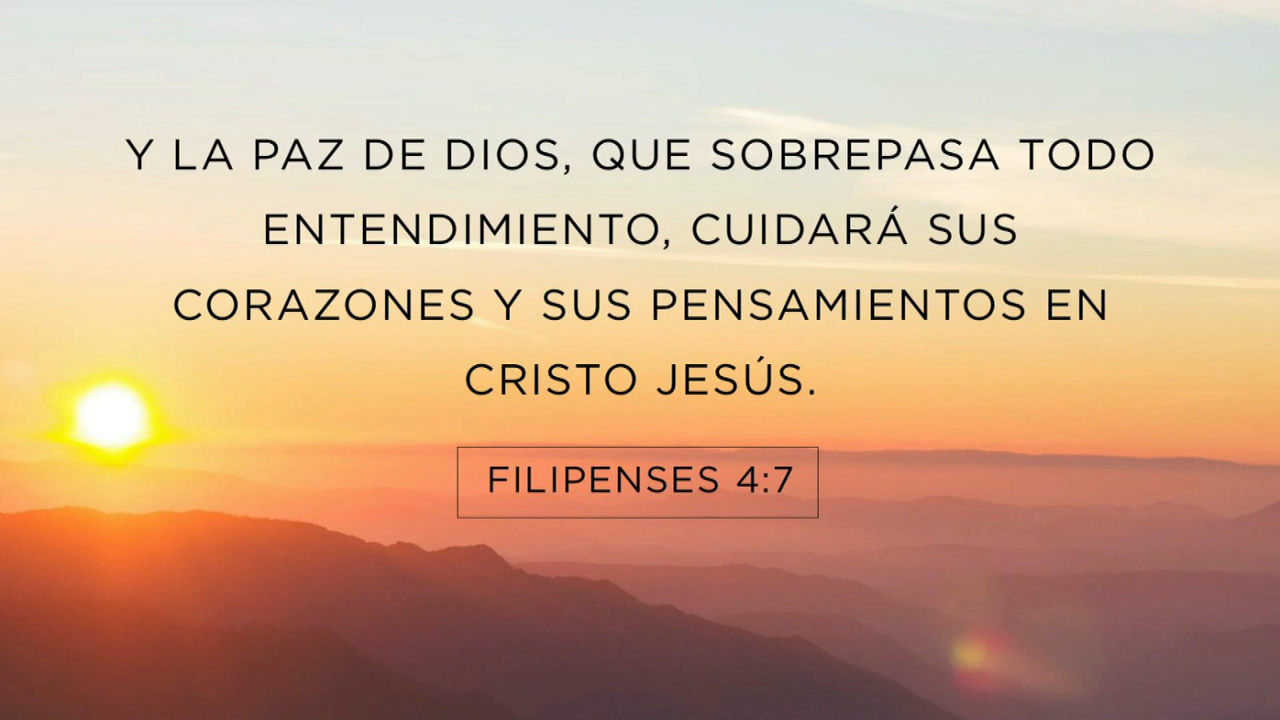 Y LA PAZ DE DIOS, QUE SOBREPASA TODO
ENTENDIMIENTO, CUIDARÁ SUS
CORAZONES Y SUS PENSAMIENTOS EN
CRISTO JESÚS.
FILIPENSES 4:7